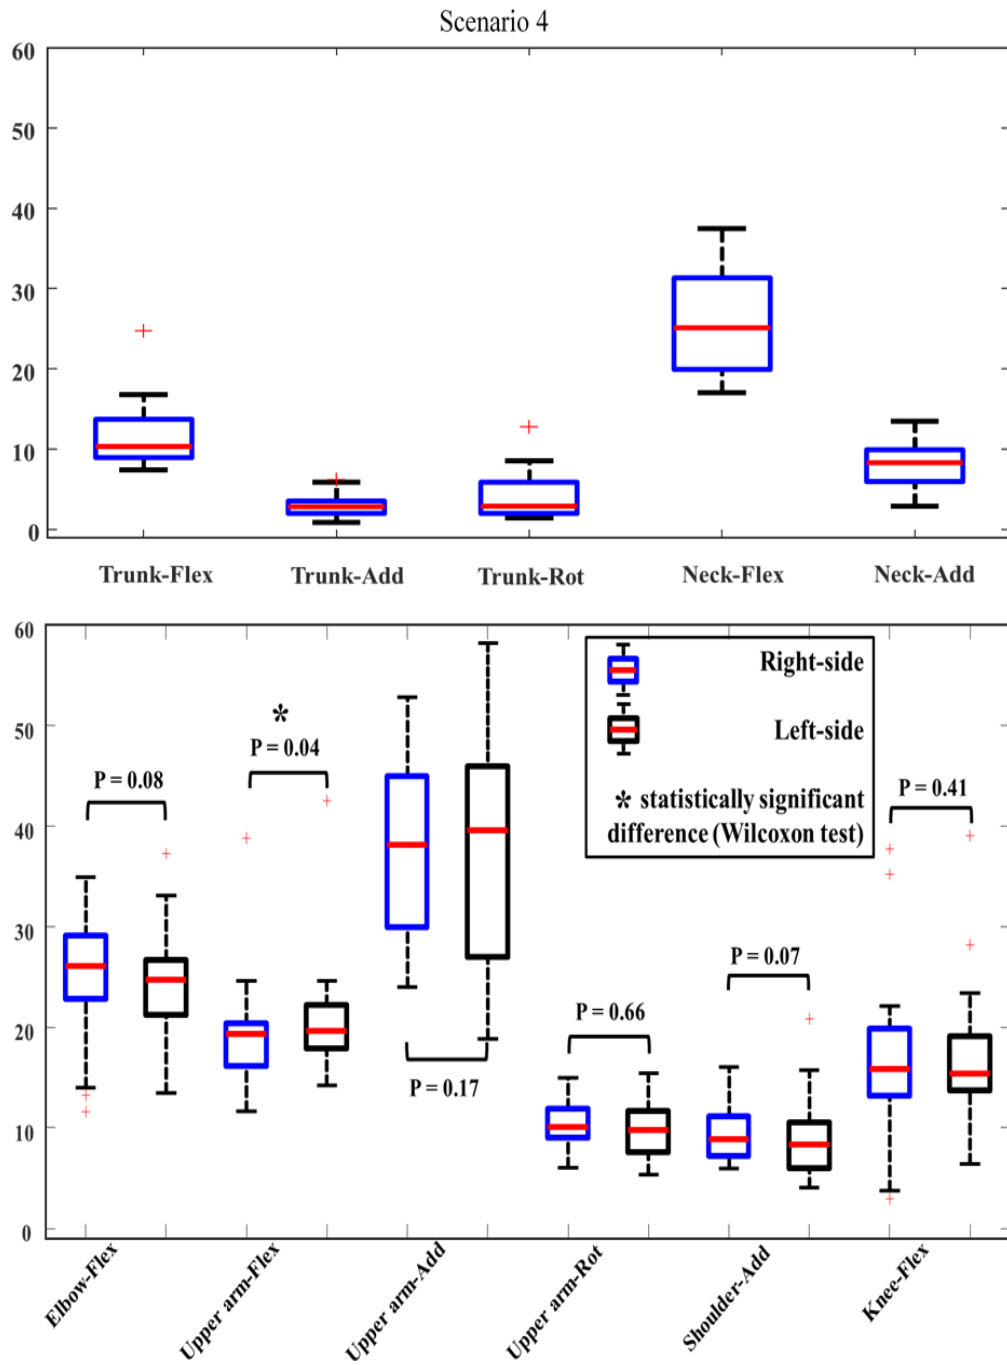 Scenario 4
60
50
40
30
20
10
0
Trunk-Flex Trunk-Add Trunk-Rot Neck-Flex Neck-Add
60
50
40
30
20
10
0
Right-side
Left-side
* statistically significant
difference (Wilcoxon test)
P = 0.08
*
P = 0.04
P = 0.17
P = 0.66
P = 0.07
P = 0.41
Elbow-Flex
Upper arm-Flex
Upper arm-Add
Upper arm-Rot
Shoulder-Add
Knee-Flex